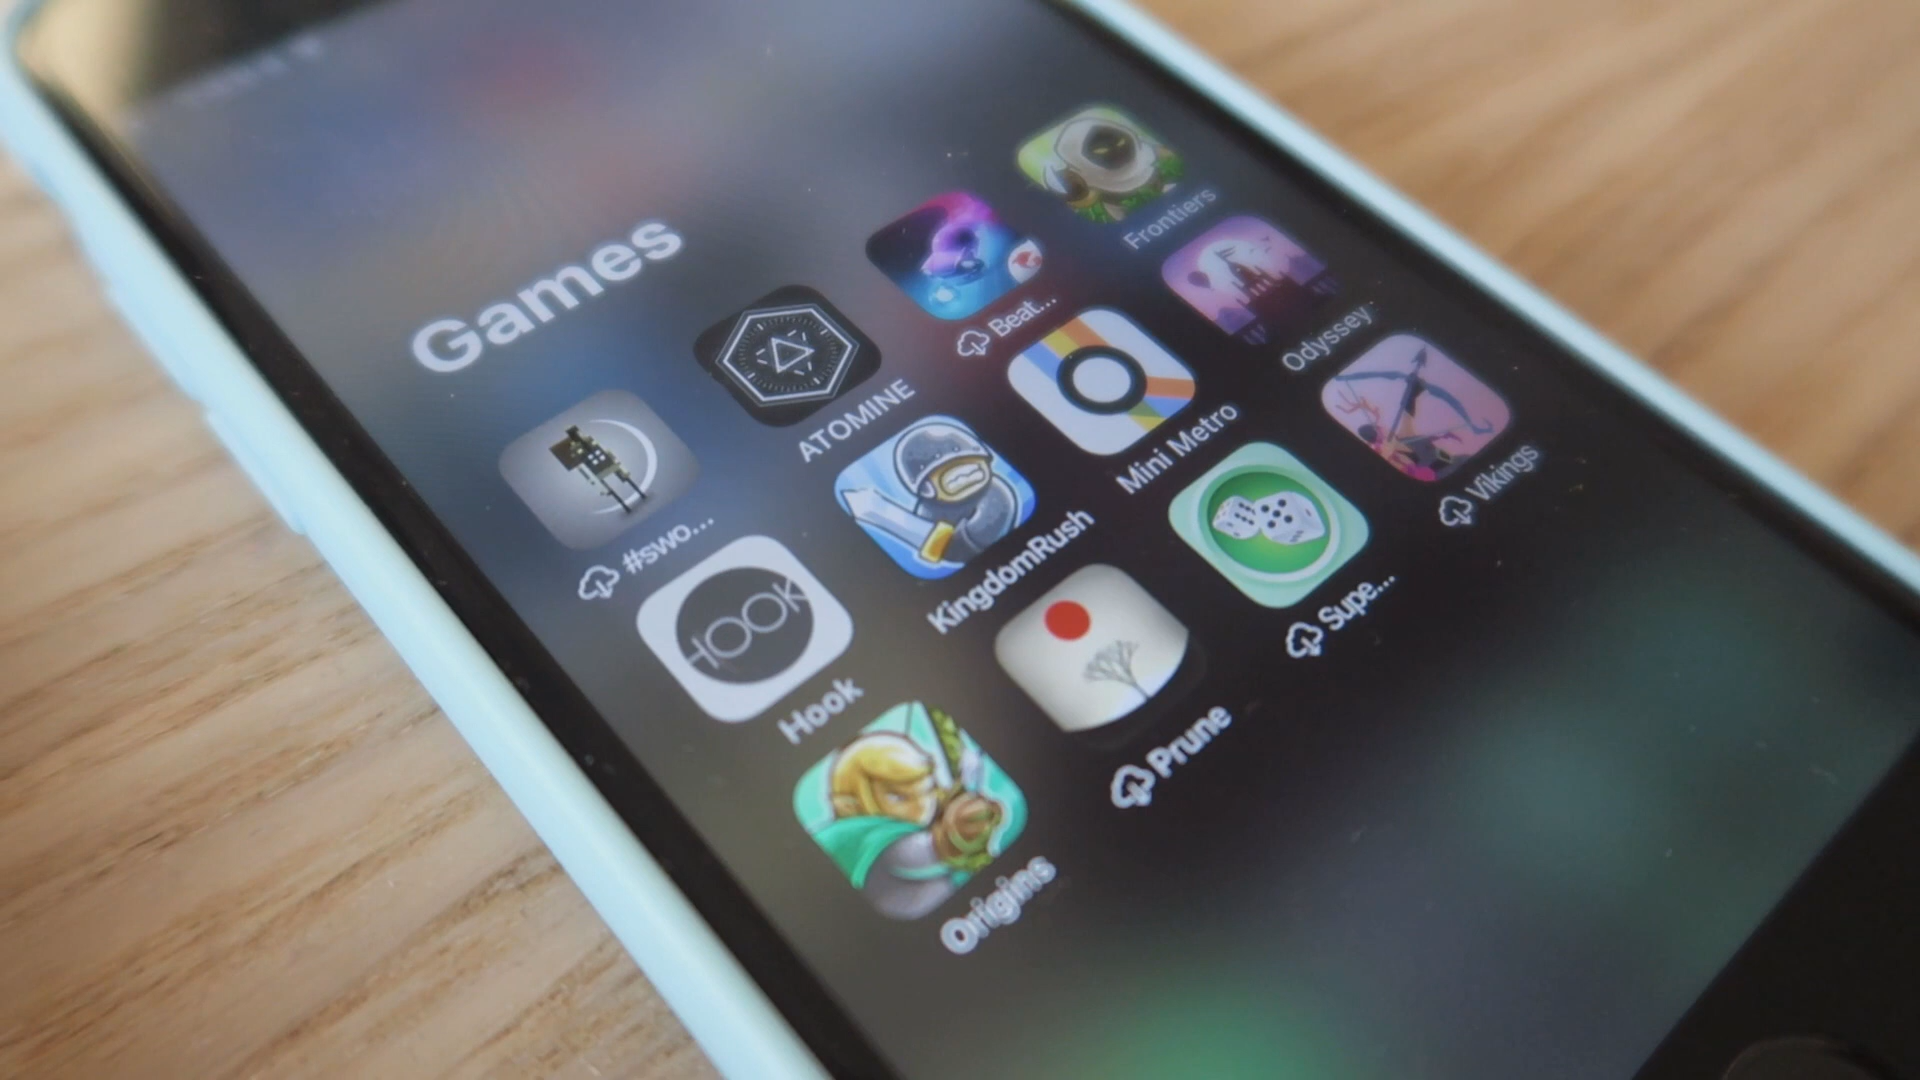 Games
#swo...
ATOMINE
Beat...
Frontiers
HOOK
Hook
KingdomRush
Mini Metro
Odyssey
Origins
Prune
Supe...
Vikings